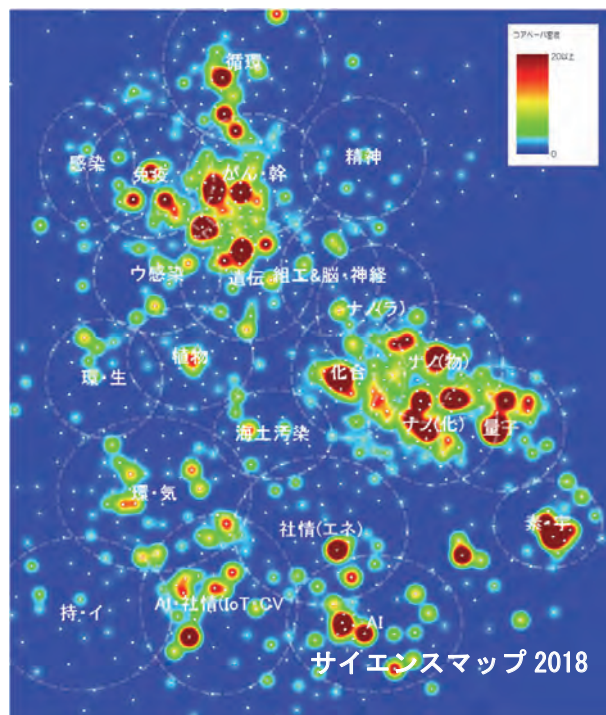 コアペーパ密度
20以上
0
循環
感染
免疫
がん・幹
精神
ウ感染
遺伝
組工&脳・神経
ナノ(ラ)
環・生
植物
化合
ナノ(物)
ナノ(化)
量子
海土汚染
環・気
社情(エネ)
素・宇
持・イ
AI・社情(IoT・CV
AI
サイエンスマップ 2018